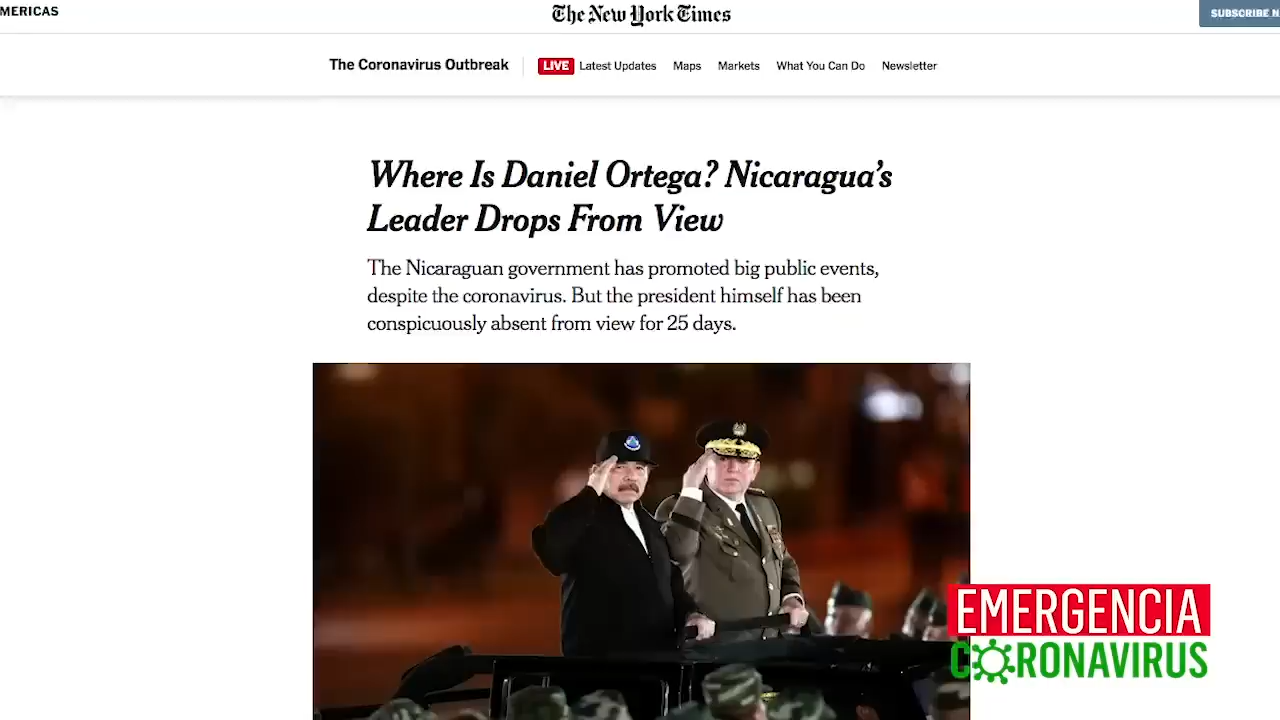 MERICAS
The New York Times
SUBSCRIBE N
The Coronavirus Outbreak
LIVE Latest Updates Maps Markets What You Can Do Newsletter
Where Is Daniel Ortega? Nicaragua's
Leader Drops From View
The Nicaraguan government has promoted big public events,
despite the coronavirus. But the president himself has been
conspicuously absent from view for 25 days.
EMERGENCIA
CORONAVIRUS